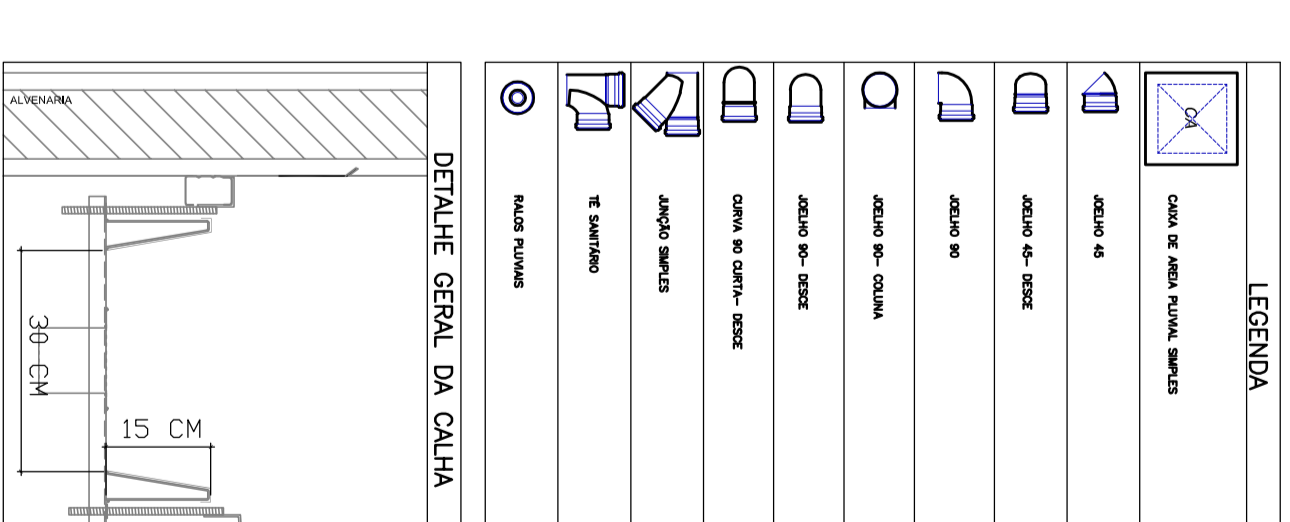 LEGENDA
CAIXA DE AREIA PLUVIAL SIMPLES
CA
JOELHO 45
JOELHO 45- DESCE
JOELHO 90
JOELHO 90- COLUNA
JOELHO 90- DESCE
CURVA 90 CURTA- DESCE
JUNÇÃO SIMPLES
TÊ SANITÁRIO
RALOS PLUVIAIS
DETALHE GERAL DA CALHA
ALVENARIA
30 CM
15 CM